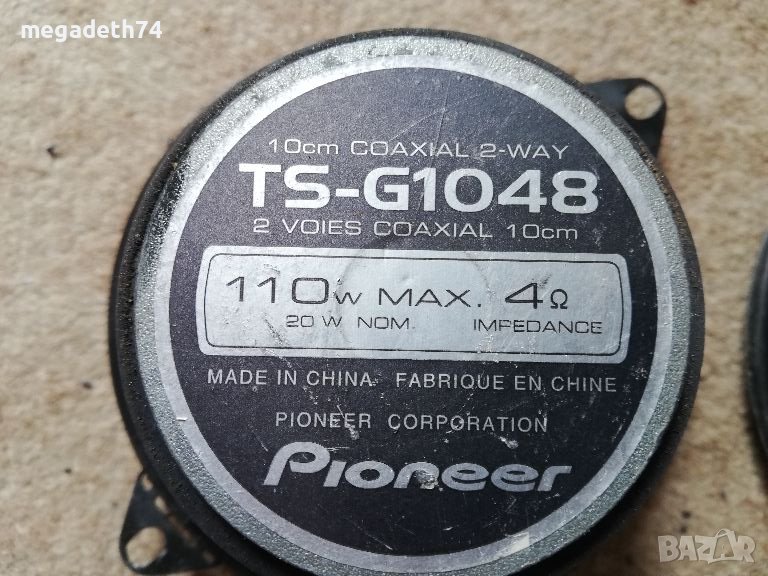 megadeth74
10cm COAXIAL 2-WAY
TS-G1048
2 VOIES COAXIAL 10cm
110W MAX. 4Ω
20 W NOM. IMPEDANCE
MADE IN CHINA FABRIQUE EN CHINE
PIONEER CORPORATION
Pioneer
BAZAR